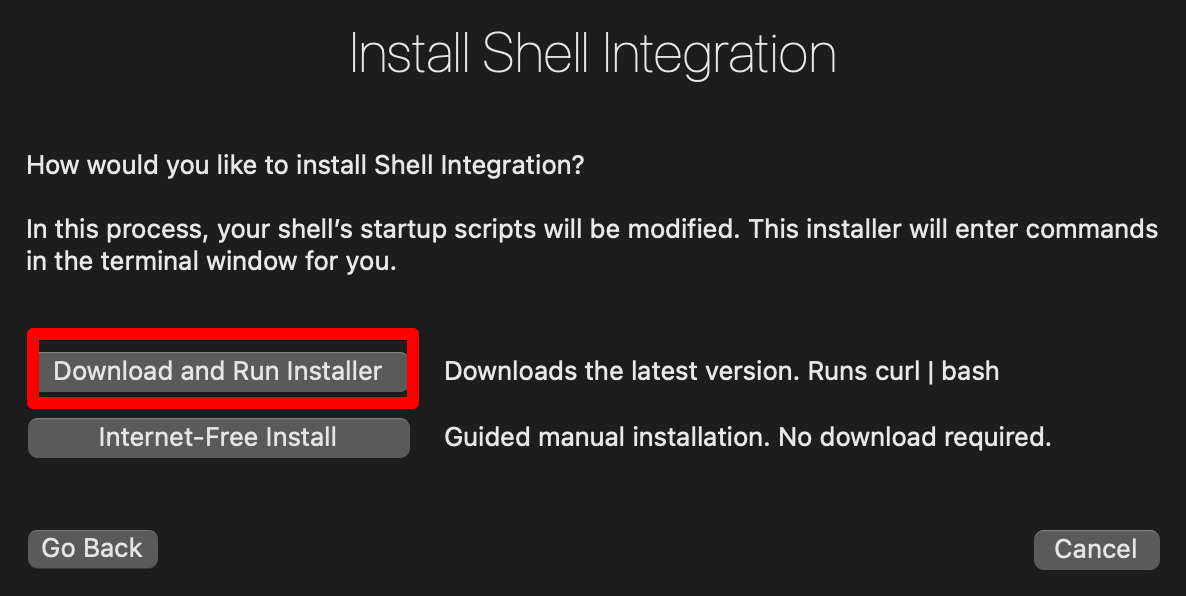 Install Shell Integration
How would you like to install Shell Integration?
In this process, your shell’s startup scripts will be modified. This installer will enter commands
in the terminal window for you.
Download and Run Installer
Downloads the latest version. Runs curl | bash
Internet-Free Install
Guided manual installation. No download required.
Go Back
Cancel